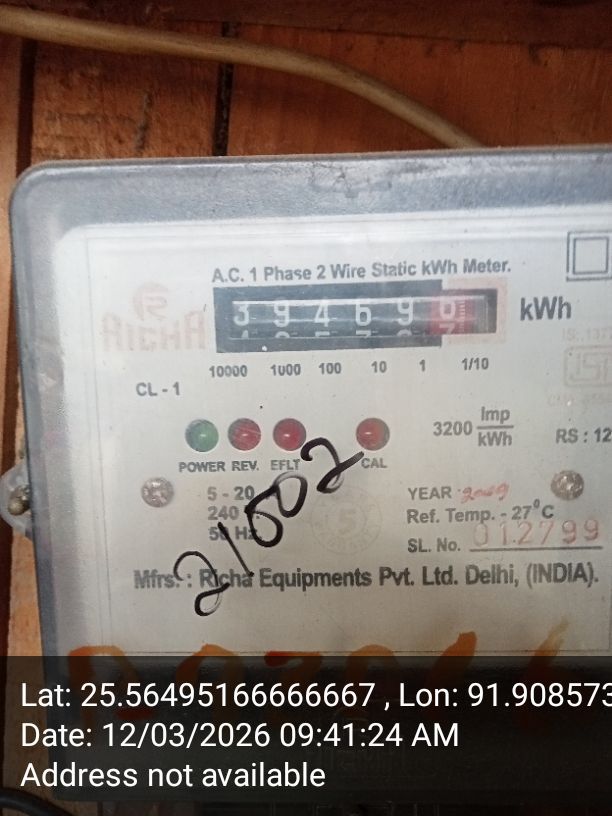 A.C. 1 Phase 2 Wire Static kWh Meter.
RICHA
3 9 4 6 9 6 kWh
10000 1000 100 10 1 1/10
CL - 1
3200 Imp/kWh
RS : 12
POWER REV. EFLT CAL
5 - 20
240
50 Hz
21002
YEAR 2009
Ref. Temp. - 27°C
SL. No. 012799
Mfrs. : Richa Equipments Pvt. Ltd. Delhi, (INDIA).
Lat: 25.56495166666667 , Lon: 91.908573
Date: 12/03/2026 09:41:24 AM
Address not available